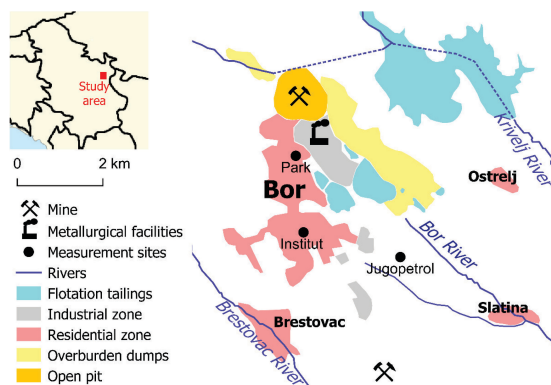 Study
area
0 2 km
Mine
Metallurgical facilities
Measurement sites
Rivers
Flotation tailings
Industrial zone
Residential zone
Overburden dumps
Open pit
Krivelj River
Park
Ostrelj
Bor
Institut
Bor River
Jugopetrol
Slatina
Brestovac
Brestovac River